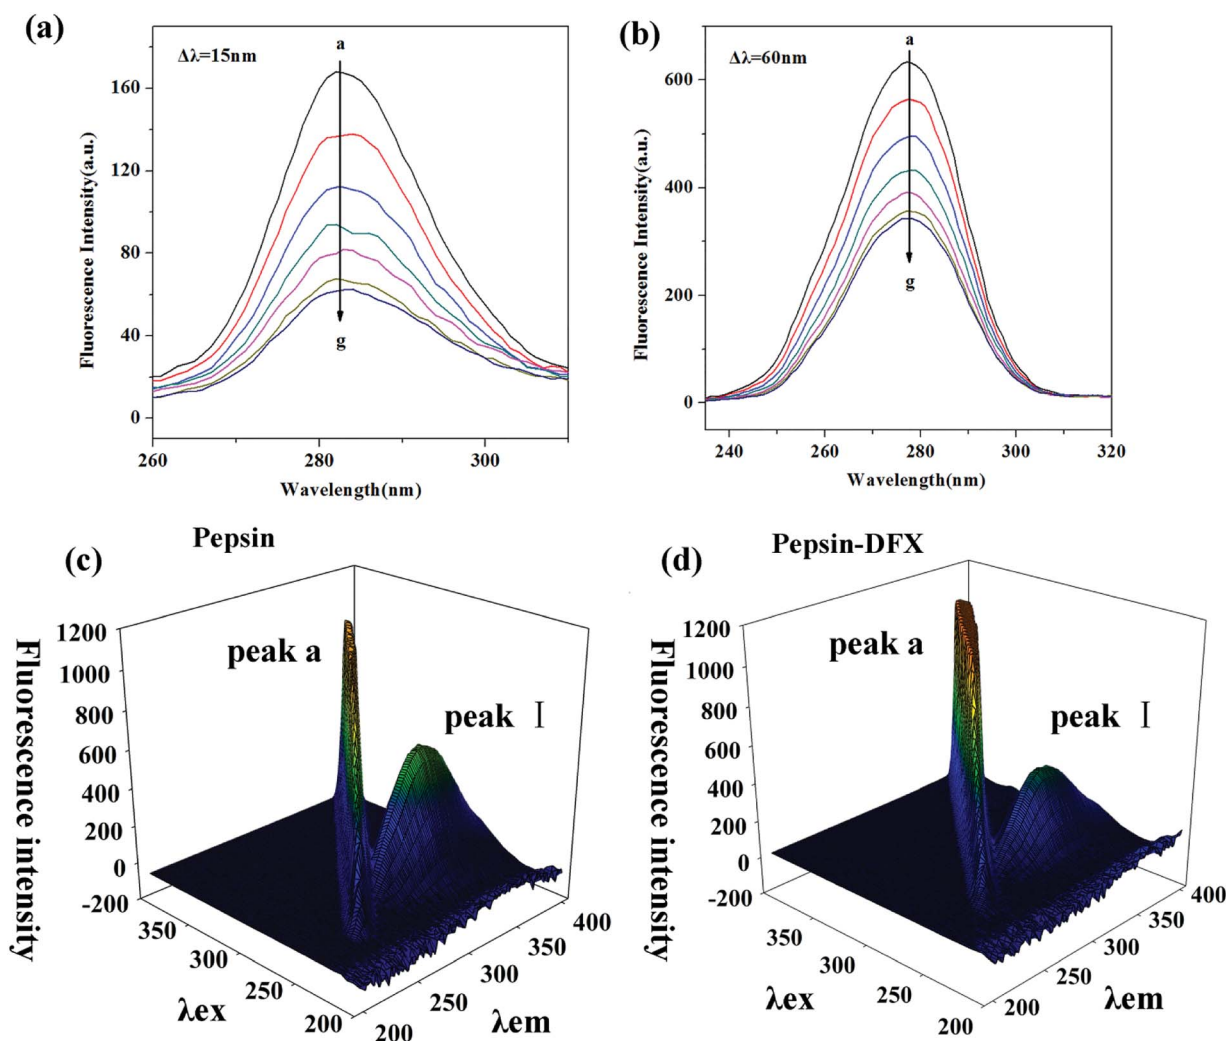 (a)
Δλ=15nm
a
g
160
120
80
40
0
260
280
300
Fluorescence Intensity(a.u.)
Wavelength(nm)
(b)
Δλ=60nm
a
g
600
400
200
0
240
260
280
300
320
Fluorescence Intensity(a.u.)
Wavelength(nm)
(c)
Pepsin
peak a
peak I
1200
1000
800
600
400
200
0
-200
Fluorescence intensity
350
300
250
200
λex
200
250
300
350
400
λem
(d)
Pepsin-DFX
peak a
peak I
1200
1000
800
600
400
200
0
-200
Fluorescence intensity
350
300
250
200
λex
200
250
300
350
400
λem